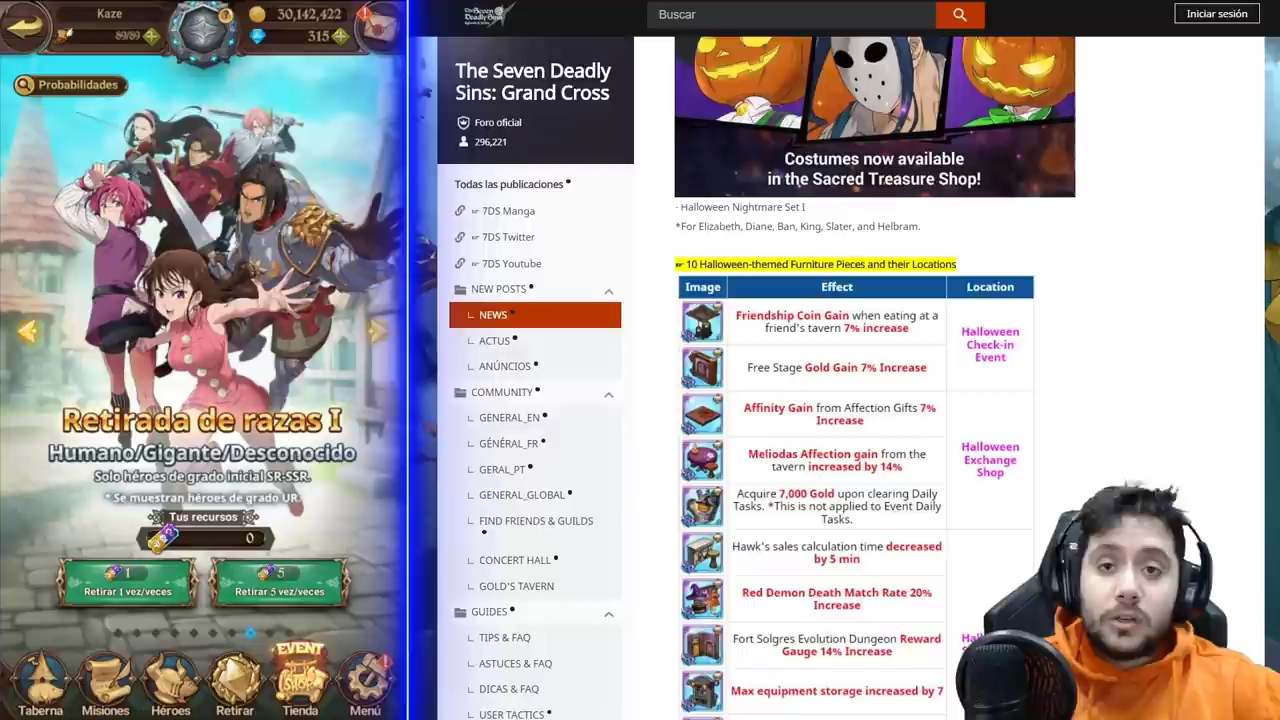 Kaze
30,142,422
89/89
315
Probabilidades
Retirada de razas I
Humano/Gigante/Desconocido
Solo héroes de grado inicial SR-SSR.
* Se muestran héroes de grado UR.
Tus recursos
0
1
Retirar 1 vez/veces
5
Retirar 5 vez/veces
EVENT
SHOP
Taberna
Misiones
Héroes
Retirar
Tienda
Menú
The Seven
Deadly Sins
Buscar
Iniciar sesión
The Seven Deadly
Sins: Grand Cross
Foro oficial
296,221
Todas las publicaciones
☞ 7DS Manga
☞ 7DS Twitter
☞ 7DS Youtube
NEW POSTS
NEWS
ACTUS
ANÚNCIOS
COMMUNITY
GENERAL_EN
GÉNÉRAL_FR
GERAL_PT
GENERAL_GLOBAL
FIND FRIENDS & GUILDS
CONCERT HALL
GOLD'S TAVERN
GUIDES
TIPS & FAQ
ASTUCES & FAQ
DICAS & FAQ
USER TACTICS
Costumes now available
in the Sacred Treasure Shop!
- Halloween Nightmare Set I
*For Elizabeth, Diane, Ban, King, Slater, and Helbram.
☞ 10 Halloween-themed Furniture Pieces and their Locations
Image Effect Location
Friendship Coin Gain when eating at a
friend's tavern 7% increase
Halloween
Check-in
Event
Free Stage Gold Gain 7% Increase
Affinity Gain from Affection Gifts 7%
Increase
Meliodas Affection gain from the
tavern increased by 14%
Halloween
Exchange
Shop
Acquire 7,000 Gold upon clearing Daily
Tasks. *This is not applied to Event Daily
Tasks.
Hawk's sales calculation time decreased
by 5 min
Red Demon Death Match Rate 20%
Increase
Fort Solgres Evolution Dungeon Reward
Gauge 14% Increase
Max equipment storage increased by 7